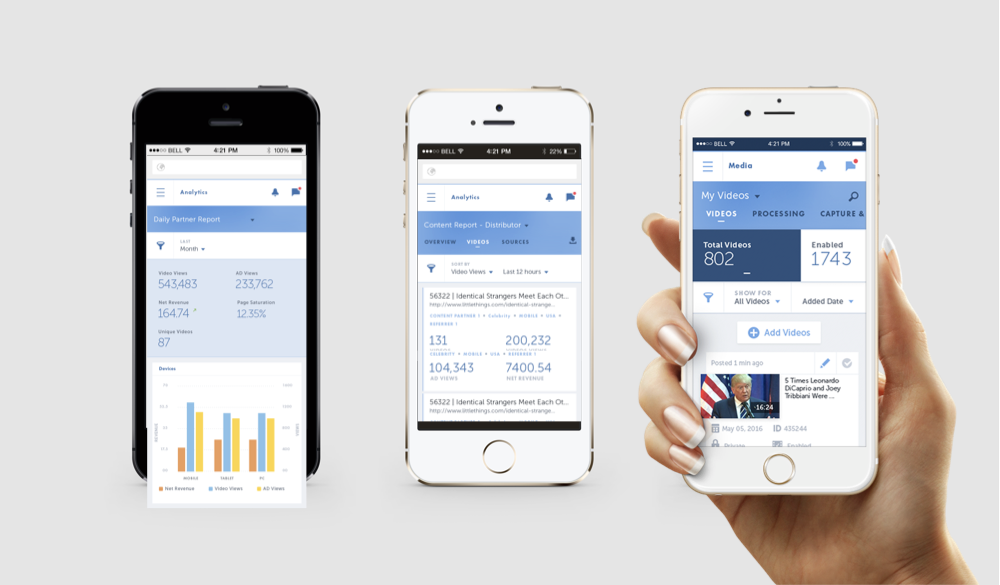 BELL 4:21 PM 100%
Analytics
Daily Partner Report
LAST
Month
Video Views AD Views
543,483 233,762
Net Revenue Page Saturation
164.74 12.35%
Unique Videos
87
Devices
REVENUE
VIEWS
MOBILE TABLET PC
Net Revenue Video Views AD Views
BELL 4:21 PM 22%
Analytics
Content Report - Distributor
OVERVIEW VIDEOS SOURCES
SORT BY
Video Views Last 12 hours
56322 | Identical Strangers Meet Each Ot...
http://www.littlethings.com/identical-strange...
CONTENT PARTNER 1 • Celebrity • MOBILE • USA •
REFERRER 1
131 200,232
CELEBRITY • MOBILE • USA • REFERRER 1
104,343 7400.54
AD VIEWS NET REVENUE
56322 | Identical Strangers Meet Each Ot...
http://www.littlethings.com/identical-strange...
BELL 4:21 PM 100%
Media
My Videos
VIDEOS PROCESSING CAPTURE &
Total Videos Enabled
802 1743
SHOW FOR
All Videos Added Date
Add Videos
Posted 1 min ago
5 Times Leonardo
DiCaprio and Joey
Tribbiani Were ...
-16:24
May 05, 2016 ID 435244
Private Enabled